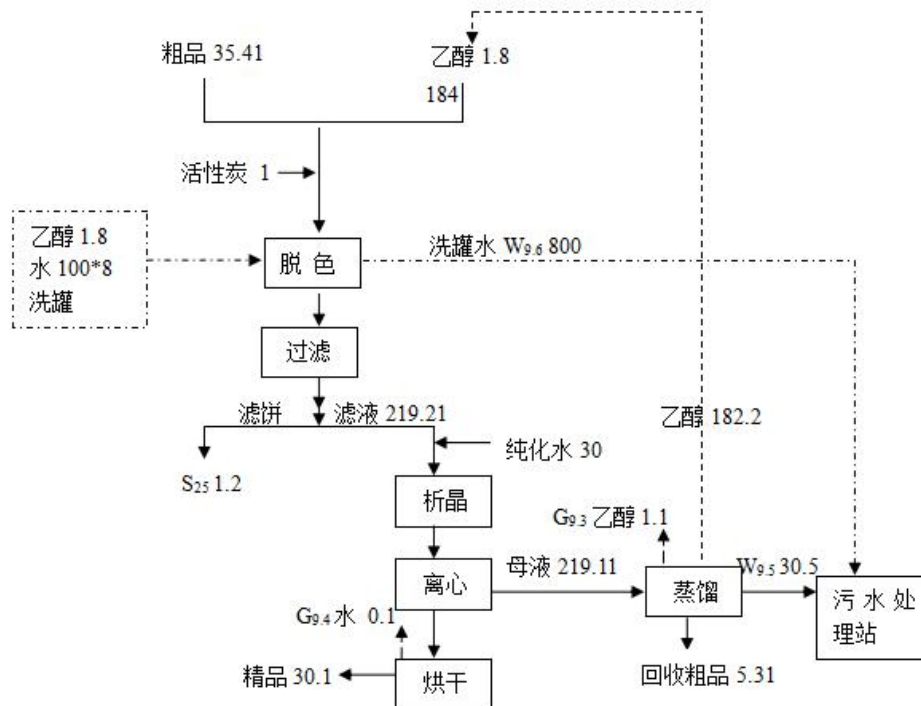 粗品 35.41
乙醇 1.8
184
活性炭 1
乙醇 1.8
水 100*8
洗罐
脱 色
洗罐水 W9.6 800
过滤
滤饼
滤液 219.21
乙醇 182.2
纯化水 30
S25 1.2
析晶
G9.3 乙醇 1.1
离心
母液 219.11
蒸馏
W9.5 30.5
污 水 处
理站
G9.4 水 0.1
精品 30.1
烘干
回收粗品 5.31